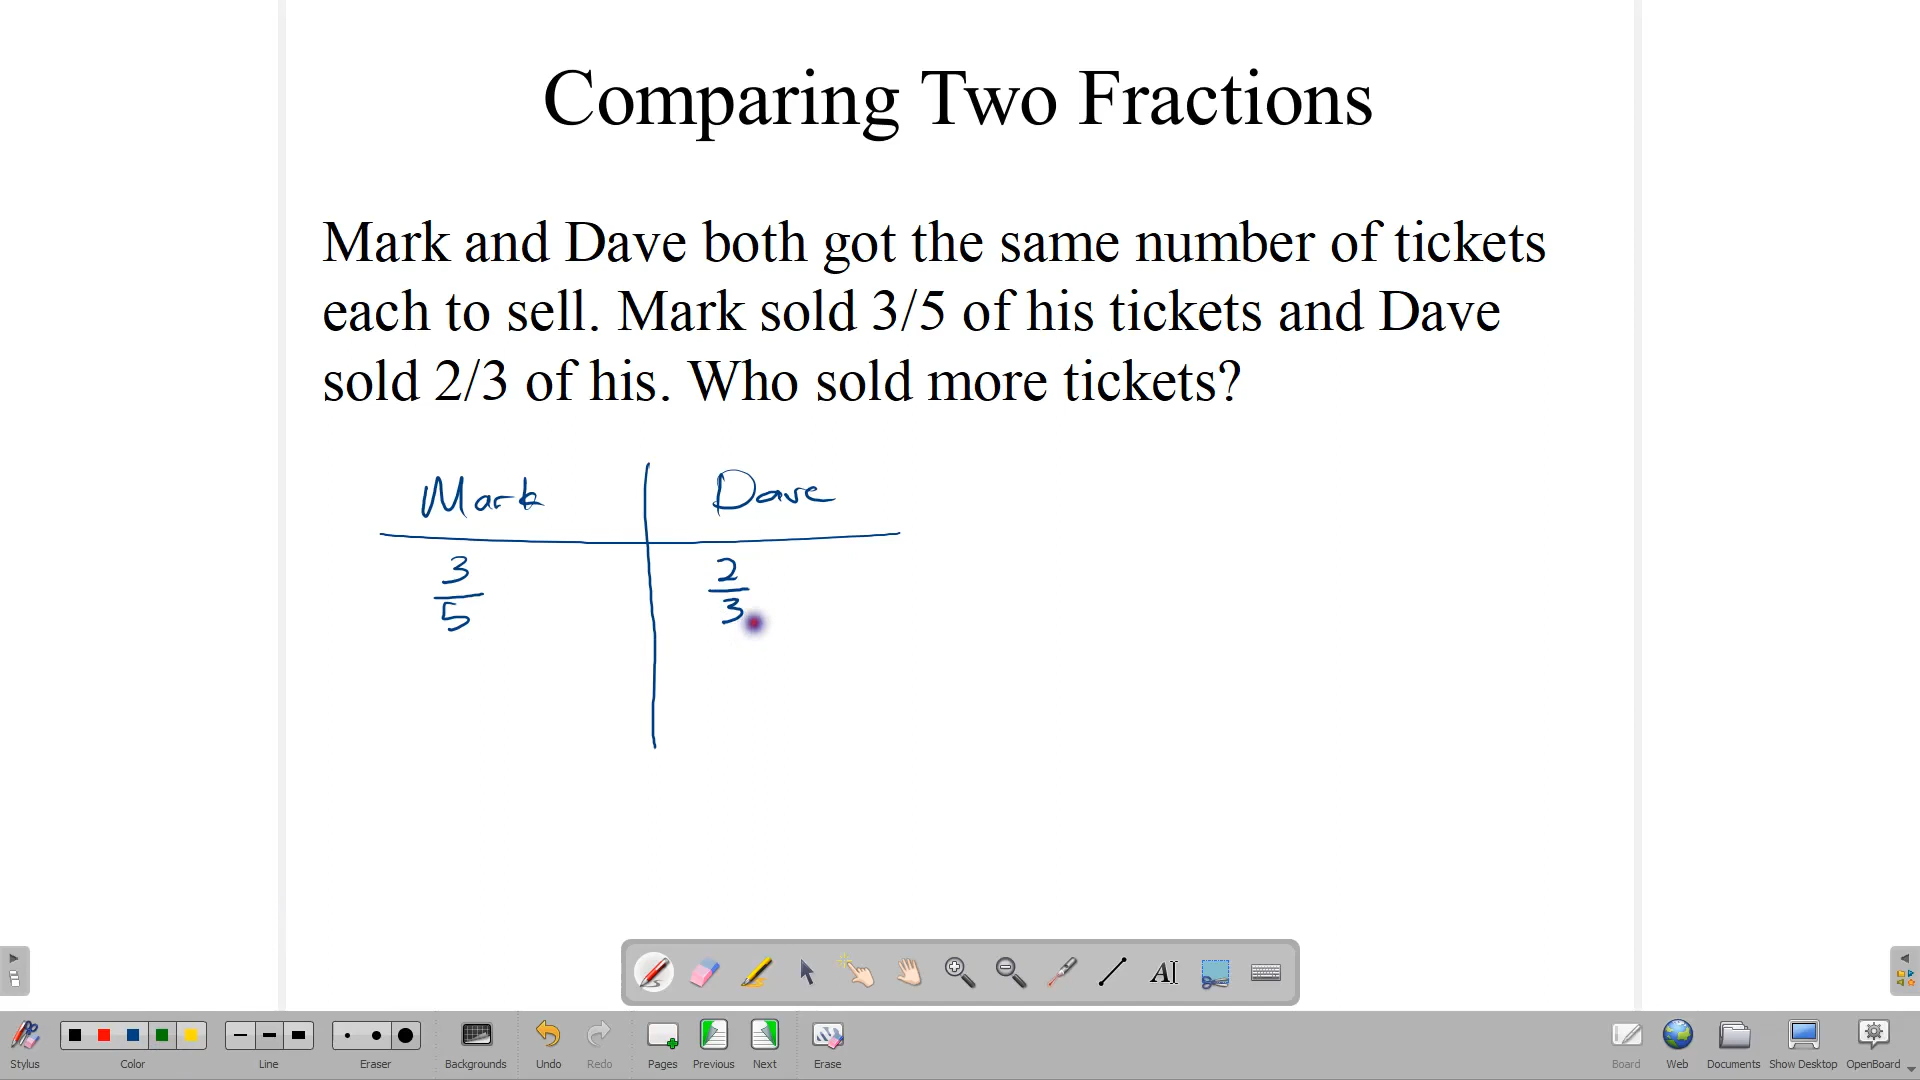 Comparing Two Fractions
Mark and Dave both got the same number of tickets
each to sell. Mark sold 3/5 of his tickets and Dave
sold 2/3 of his. Who sold more tickets?
Mark Dave
3/5 2/3
AI
Stylus Color Line Eraser Backgrounds Undo Redo Pages Previous Next Erase Board Web Documents Show Desktop OpenBoard